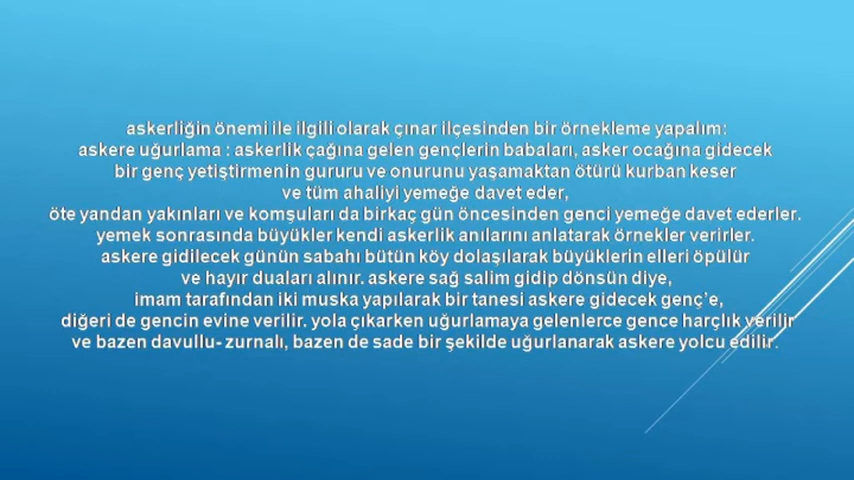 askerliğin önemi ile ilgili olarak çınar ilçesinden bir örnekleme yapalım:
askere uğurlama : askerlik çağına gelen gençlerin babaları, asker ocağına gidecek
bir genç yetiştirmenin gururu ve onurunu yaşamaktan ötürü kurban keser
ve tüm ahaliyi yemeğe davet eder,
öte yandan yakınları ve komşuları da birkaç gün öncesinden genci yemeğe davet ederler.
yemek sonrasında büyükler kendi askerlik anılarını anlatarak örnekler verirler.
askere gidilecek günün sabahı bütün köy dolaşılarak büyüklerin elleri öpülür
ve hayır duaları alınır. askere sağ salim gidip dönsün diye,
imam tarafından iki muska yapılarak bir tanesi askere gidecek genç'e,
diğeri de gencin evine verilir. yola çıkarken uğurlamaya gelenlerce gence harçlık verilir
ve bazen davullu- zurnalı, bazen de sade bir şekilde uğurlanarak askere yolcu edilir.